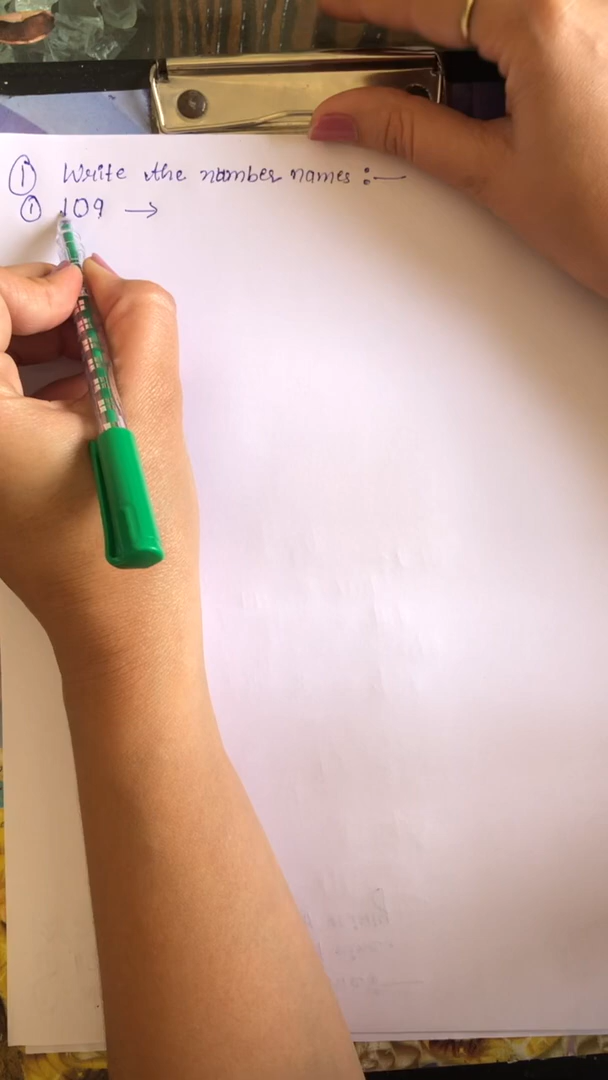 ① Write the number names :—
① 109 →